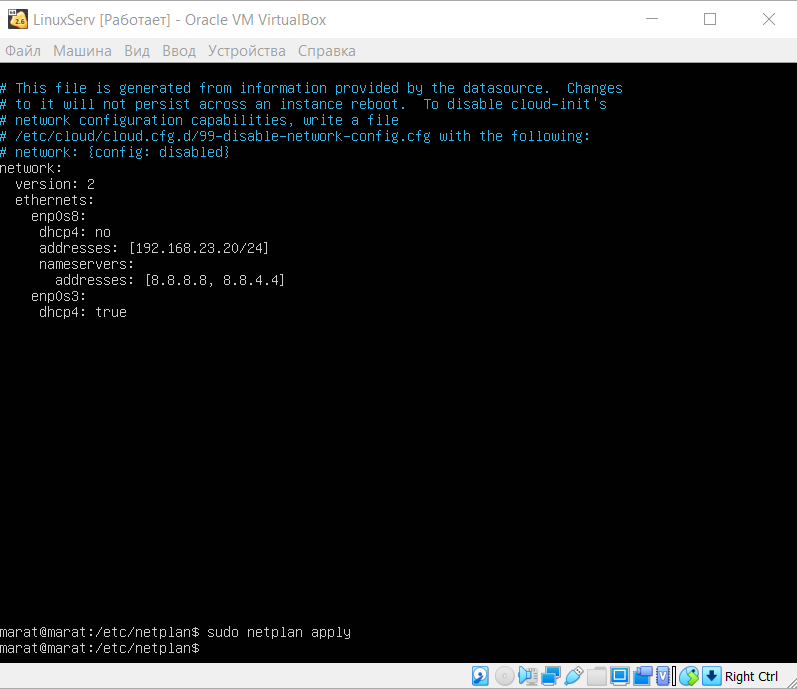 LinuxServ [Работает] - Oracle VM VirtualBox
Файл Машина Вид Ввод Устройства Справка
# This file is generated from information provided by the datasource.  Changes
# to it will not persist across an instance reboot.  To disable cloud-init's
# network configuration capabilities, write a file
# /etc/cloud/cloud.cfg.d/99-disable-network-config.cfg with the following:
# network: {config: disabled}
network:
  version: 2
  ethernets:
    enp0s8:
     dhcp4: no
     addresses: [192.168.23.20/24]
     nameservers:
       addresses: [8.8.8.8, 8.8.4.4]
    enp0s3:
     dhcp4: true
marat@marat:/etc/netplan$ sudo netplan apply
marat@marat:/etc/netplan$
Right Ctrl